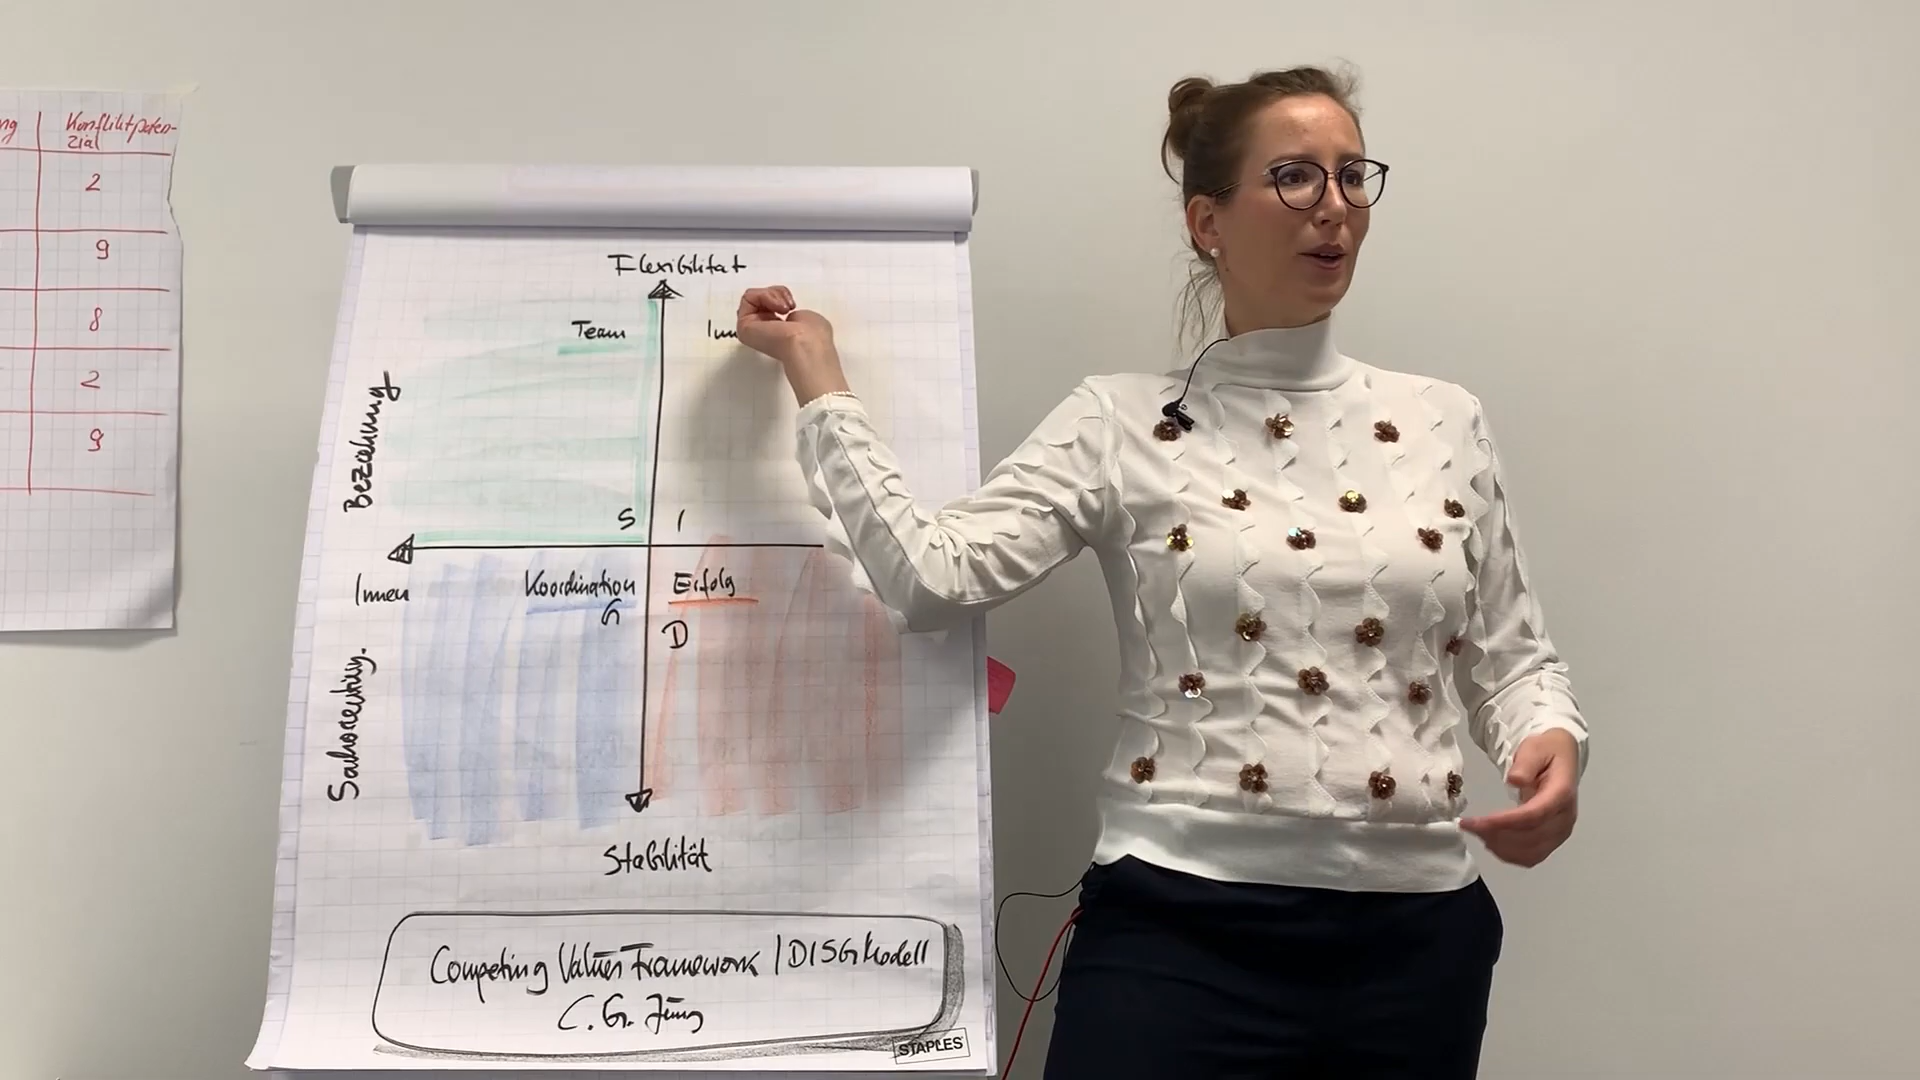 ng
Konfliktpoten-
zial
2
9
8
2
9
Flexibilität
Team
Beziehung
S
I
Innen
Koordination
G
Erfolg
D
Stabilität
Competing Values Framework / DISG Modell
C. G. Jung
STAPLES